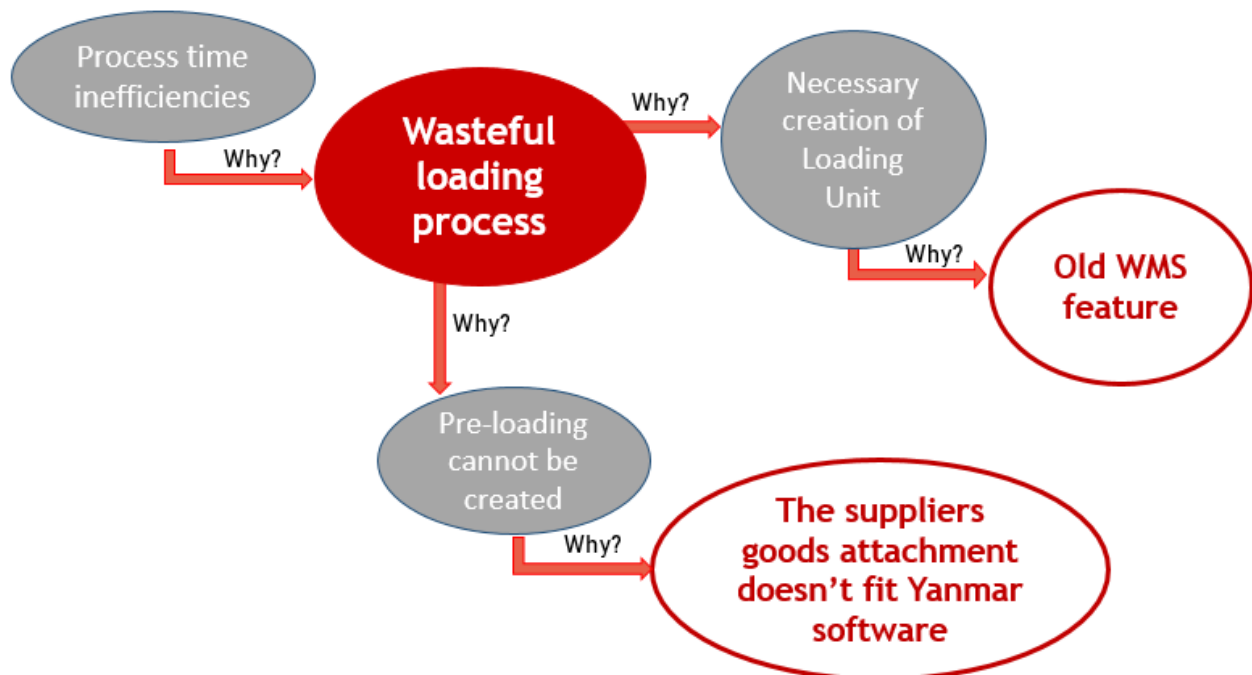 Process time
inefficiencies
Why?
Wasteful
loading
process
Why?
Necessary
creation of
Loading
Unit
Why?
Old WMS
feature
Why?
Pre-loading
cannot be
created
Why?
The suppliers
goods attachment
doesn’t fit Yanmar
software